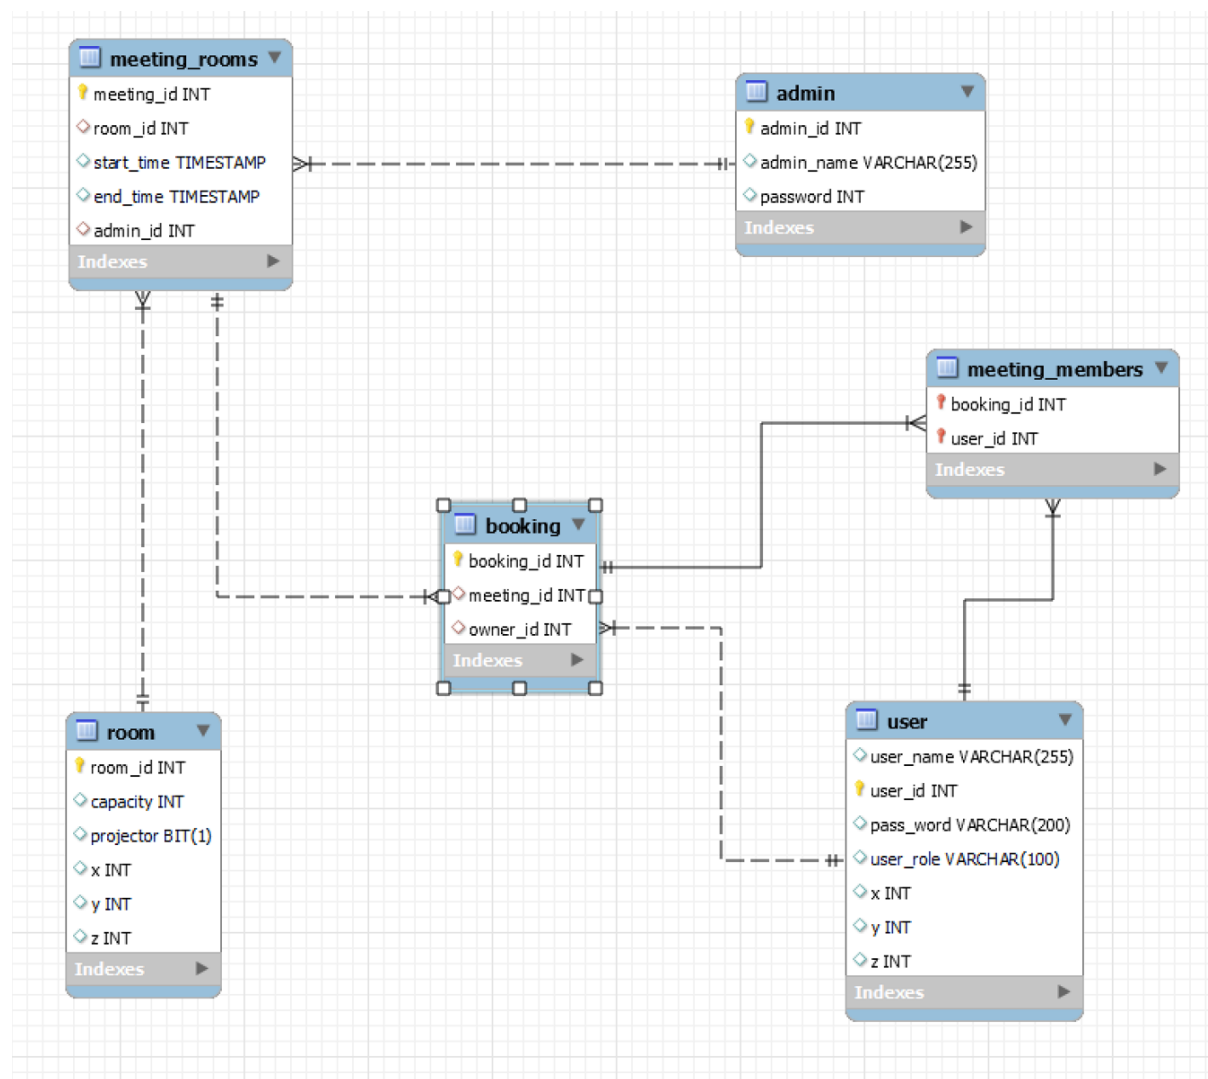 meeting_rooms
meeting_id INT
room_id INT
start_time TIMESTAMP
end_time TIMESTAMP
admin_id INT
Indexes
admin
admin_id INT
admin_name VARCHAR(255)
password INT
Indexes
meeting_members
booking_id INT
user_id INT
Indexes
booking
booking_id INT
meeting_id INT
owner_id INT
Indexes
room
room_id INT
capacity INT
projector BIT(1)
x INT
y INT
z INT
Indexes
user
user_name VARCHAR(255)
user_id INT
pass_word VARCHAR(200)
user_role VARCHAR(100)
x INT
y INT
z INT
Indexes